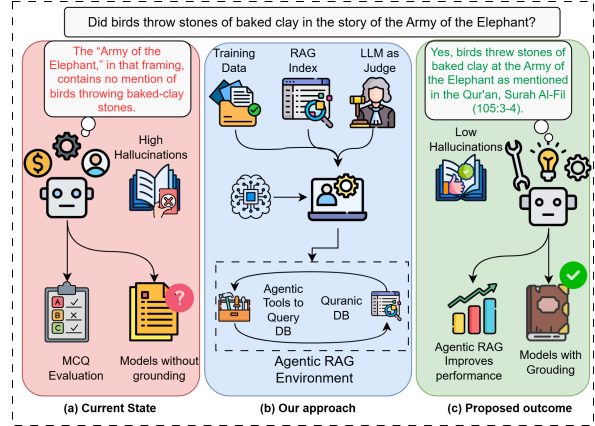 Did birds throw stones of baked clay in the story of the Army of the Elephant?
The “Army of the
Elephant,” in that framing,
contains no mention of
birds throwing baked-clay
stones.
High
Hallucinations
A
B
C
?
MCQ
Evaluation
Models without
grounding
(a) Current State
Training
Data
RAG
Index
LLM as
Judge
Agentic
Tools to
Query
DB
Quranic
DB
Agentic RAG
Environment
(b) Our approach
Yes, birds threw stones of
baked clay at the Army of
the Elephant as mentioned
in the Qur'an, Surah Al-Fil
(105:3-4).
Low
Hallucinations
Agentic RAG
Improves
performance
Models with
Grouding
(c) Proposed outcome